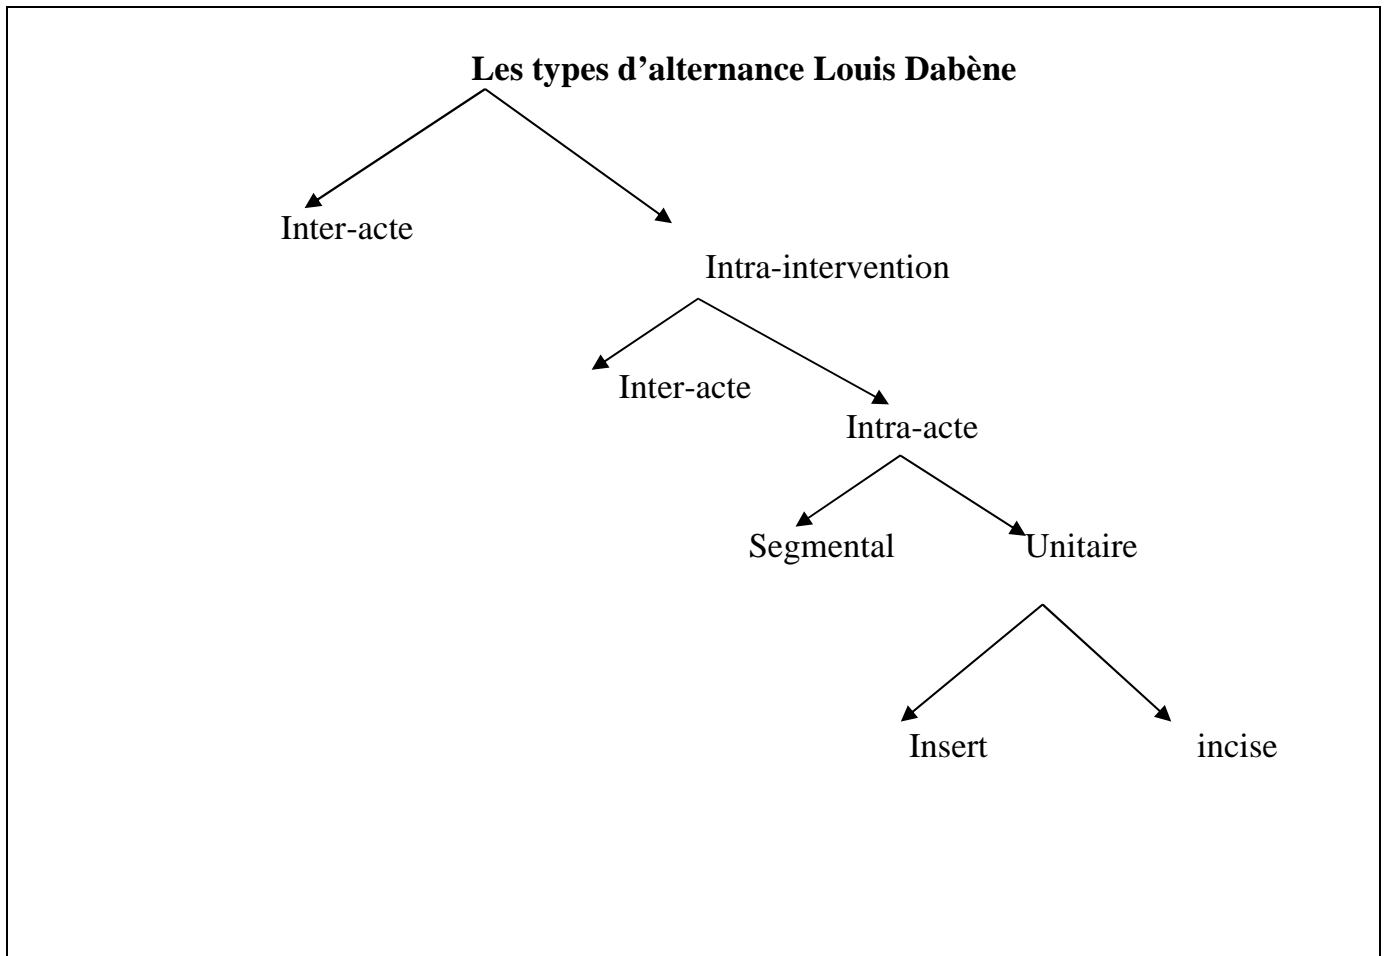 Les types d’alternance Louis Dabène
Inter-acte
Intra-intervention
Inter-acte
Intra-acte
Segmental Unitaire
Insert incise